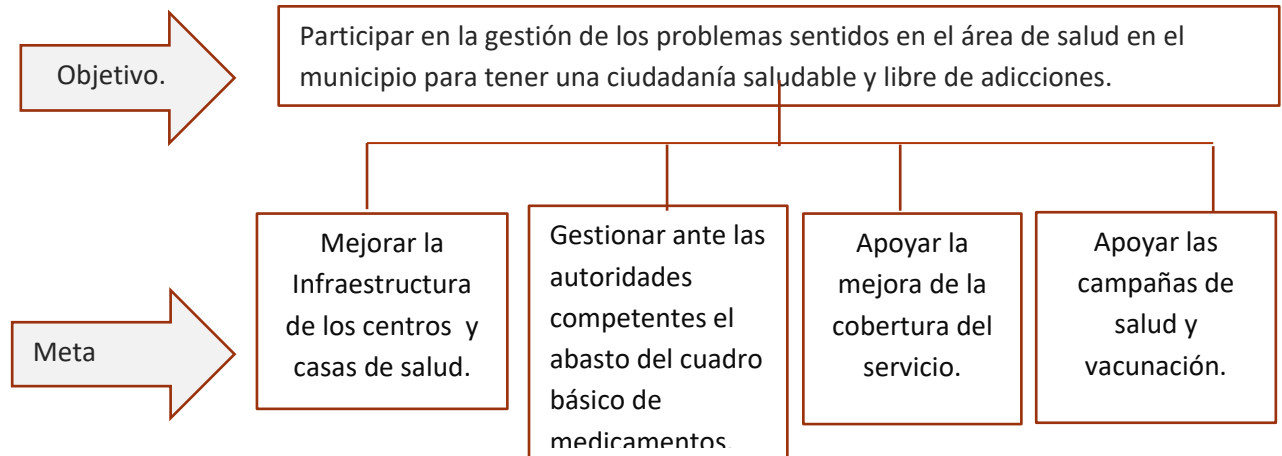 Objetivo.
Participar en la gestión de los problemas sentidos en el área de salud en el
municipio para tener una ciudadanía saludable y libre de adicciones.
Meta
Mejorar la
Infraestructura
de los centros y
casas de salud.
Gestionar ante las
autoridades
competentes el
abasto del cuadro
básico de
medicamentos.
Apoyar la
mejora de la
cobertura del
servicio.
Apoyar las
campañas de
salud y
vacunación.